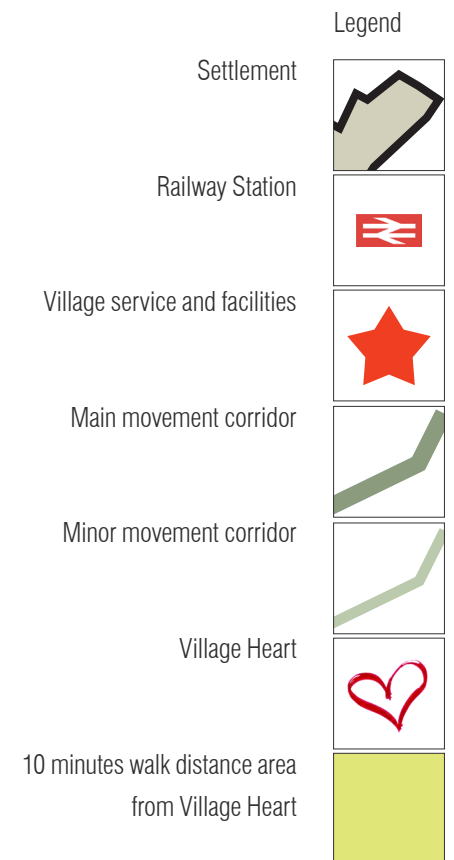 Legend
Settlement
Railway Station
Village service and facilities
Main movement corridor
Minor movement corridor
Village Heart
10 minutes walk distance area
from Village Heart